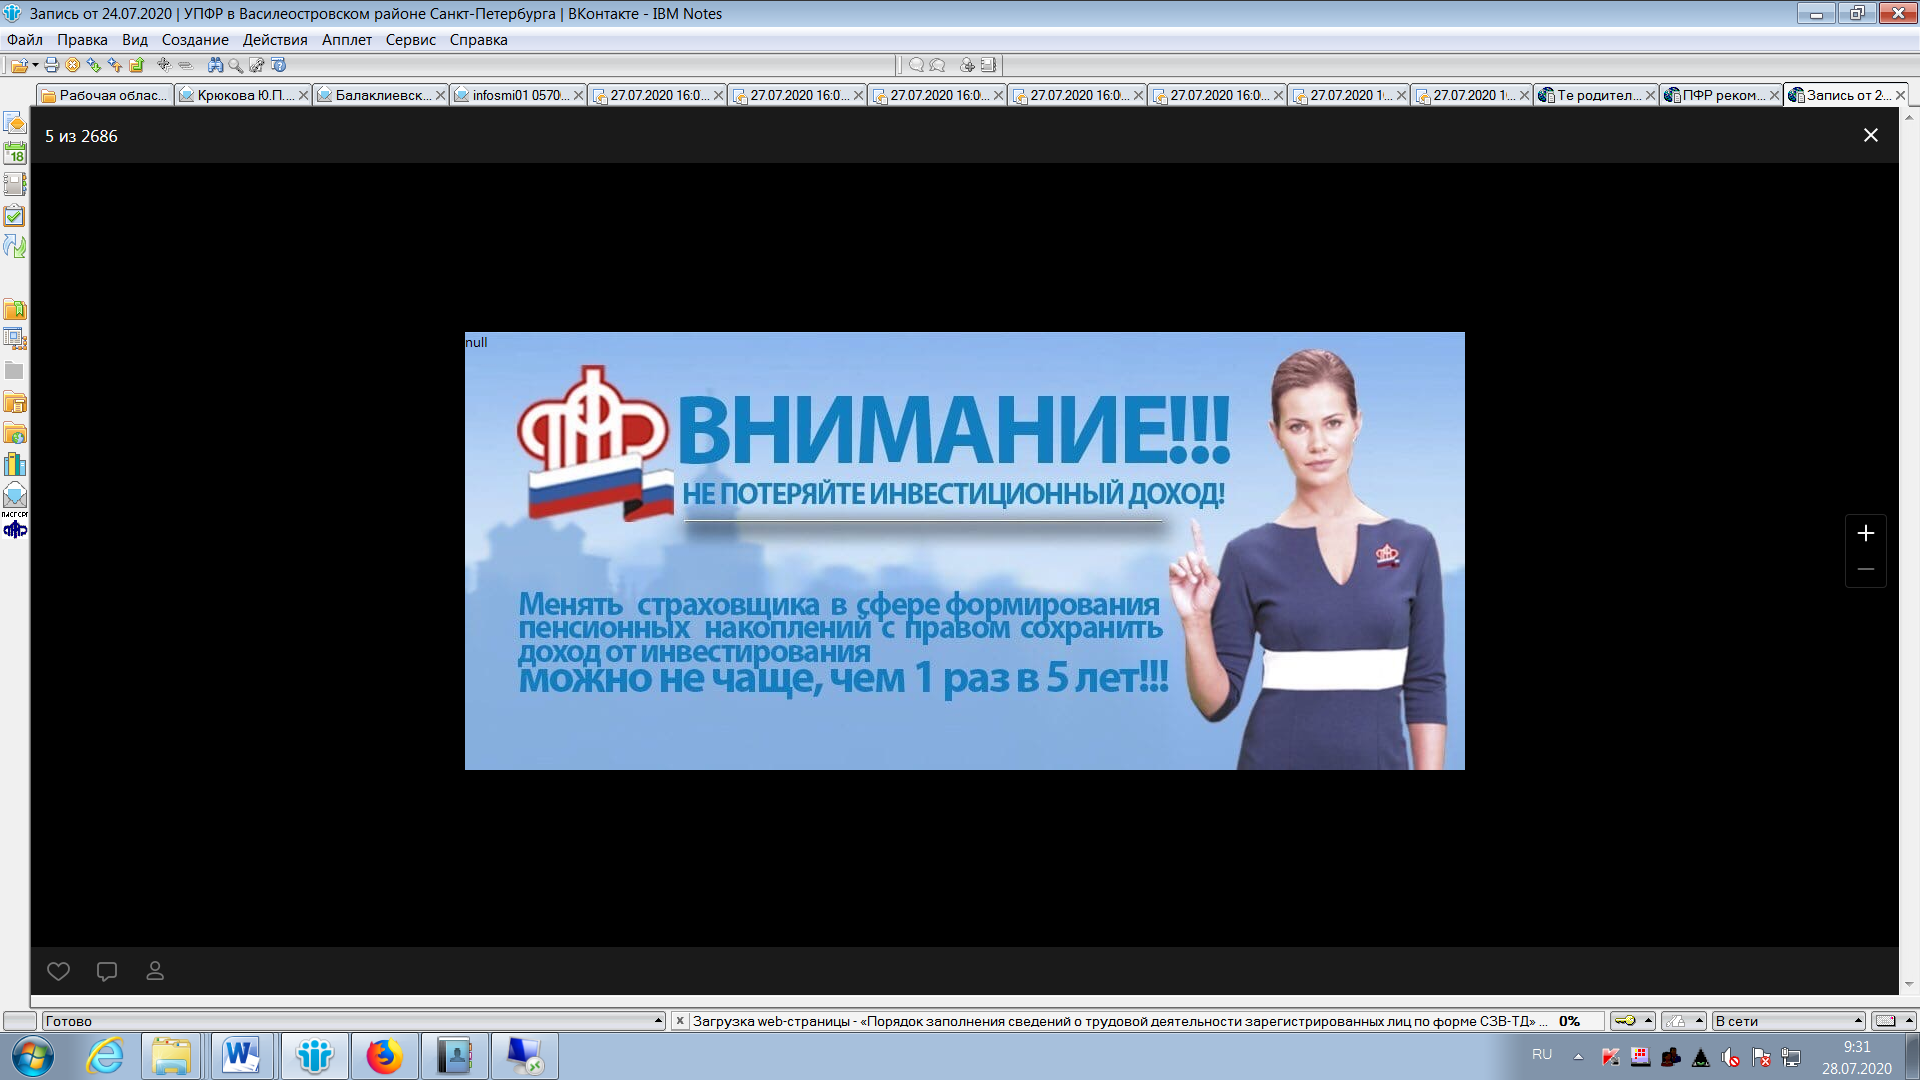 Запись от 24.07.2020 | УПФР в Василеостровском районе Санкт-Петербурга | ВКонтакте - IBM Notes
Файл Правка Вид Создание Действия Апплет Сервис Справка
Рабочая облас... Крюкова Ю.П.... Балаклиевск... infosmi01 0570... 27.07.2020 16:0... 27.07.2020 16:0... 27.07.2020 16:0... 27.07.2020 16:0... 27.07.2020 16:0... 27.07.2020 1... 27.07.2020 1... Те родител... ПФР реком... Запись от 2...
18
5 из 2686
null
ВНИМАНИЕ!!!
НЕ ПОТЕРЯЙТЕ ИНВЕСТИЦИОННЫЙ ДОХОД!
Менять страховщика в сфере формирования
пенсионных накоплений с правом сохранить
доход от инвестирования
можно не чаще, чем 1 раз в 5 лет!!!
Готово
Загрузка web-страницы - «Порядок заполнения сведений о трудовой деятельности зарегистрированных лиц по форме СЗВ-ТД» ... 0%
В сети
RU
9:31
28.07.2020